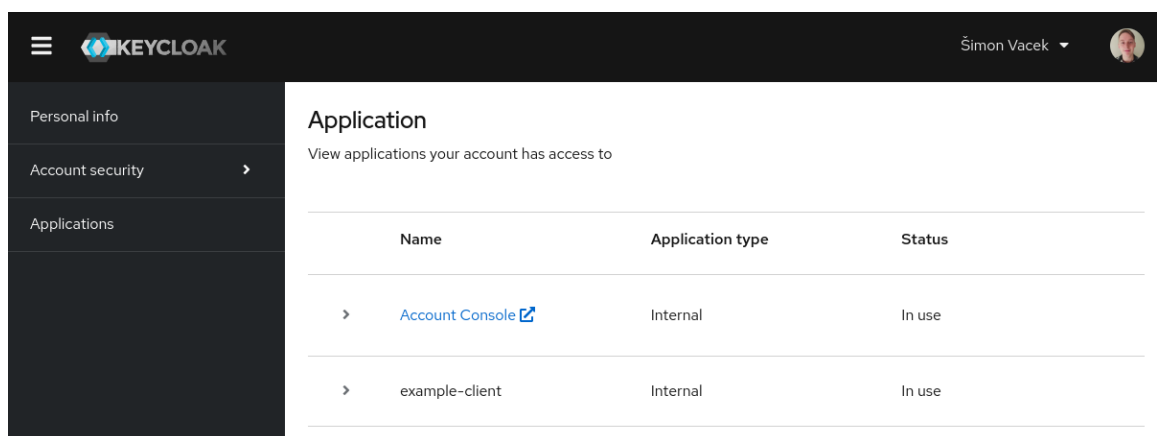 KEYCLOAK
Šimon Vacek
Personal info
Account security
Applications
Application
View applications your account has access to
Name Application type Status
Account Console Internal In use
example-client Internal In use